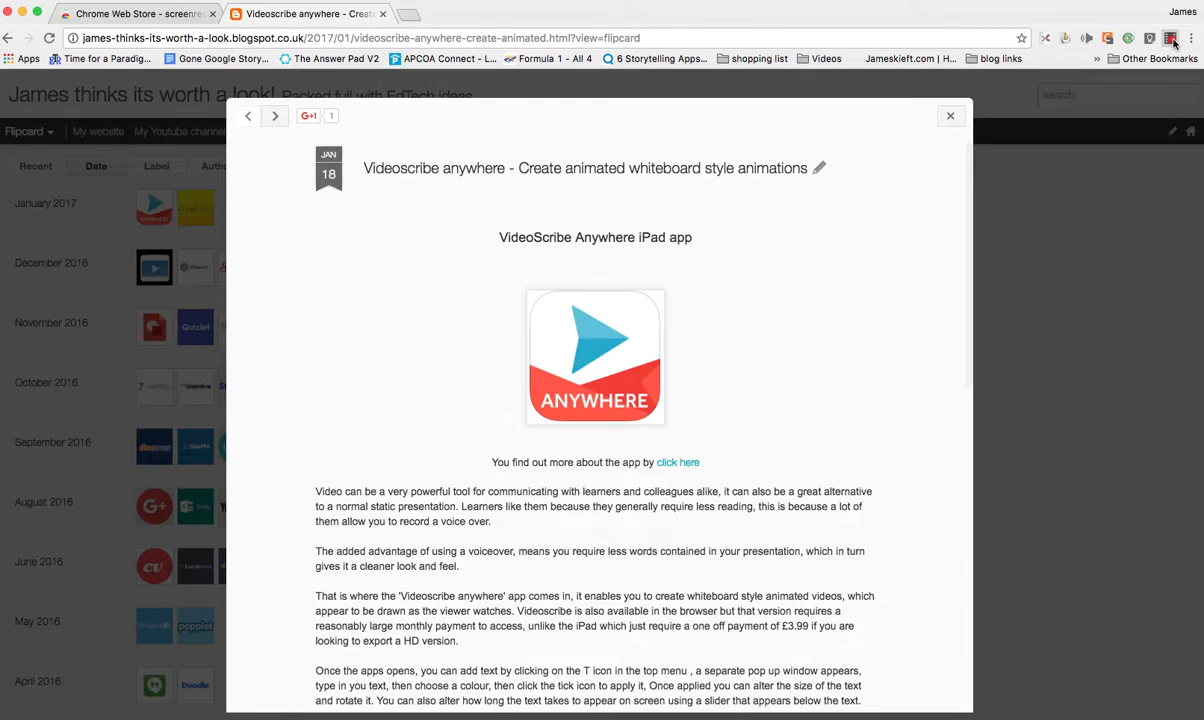 Chrome Web Store - screenrec
Videoscribe anywhere - Create
James
james-thinks-its-worth-a-look.blogspot.co.uk/2017/01/videoscribe-anywhere-create-animated.html?view=flipcard
Apps Time for a Paradig... Gone Google Story... The Answer Pad V2 APCOA Connect - L... Formula 1 - All 4 6 Storytelling Apps... shopping list Videos Jameskieft.com | H... blog links » Other Bookmarks
James thinks its worth a look! Packed full with EdTech ideas
search
Flipcard My website My Youtube channel
G+1 1
Recent Date Label Auth
JAN
18
Videoscribe anywhere - Create animated whiteboard style animations
January 2017
ANYWHERE
VideoScribe Anywhere iPad app
December 2016
November 2016
Quizlet
October 2016
ANYWHERE
September 2016
You find out more about the app by click here
Video can be a very powerful tool for communicating with learners and colleagues alike, it can also be a great alternative
to a normal static presentation. Learners like them because they generally require less reading, this is because a lot of
them allow you to record a voice over.
August 2016
G+
The added advantage of using a voiceover, means you require less words contained in your presentation, which in turn
gives it a cleaner look and feel.
June 2016
cv
That is where the 'Videoscribe anywhere' app comes in, it enables you to create whiteboard style animated videos, which
appear to be drawn as the viewer watches. Videoscribe is also available in the browser but that version requires a
reasonably large monthly payment to access, unlike the iPad which just require a one off payment of £3.99 if you are
looking to export a HD version.
May 2016
popplet
Once the apps opens, you can add text by clicking on the T icon in the top menu , a separate pop up window appears,
type in you text, then choose a colour, then click the tick icon to apply it, Once applied you can alter the size of the text
and rotate it. You can also alter how long the text takes to appear on screen using a slider that appears below the text.
April 2016
Doodle